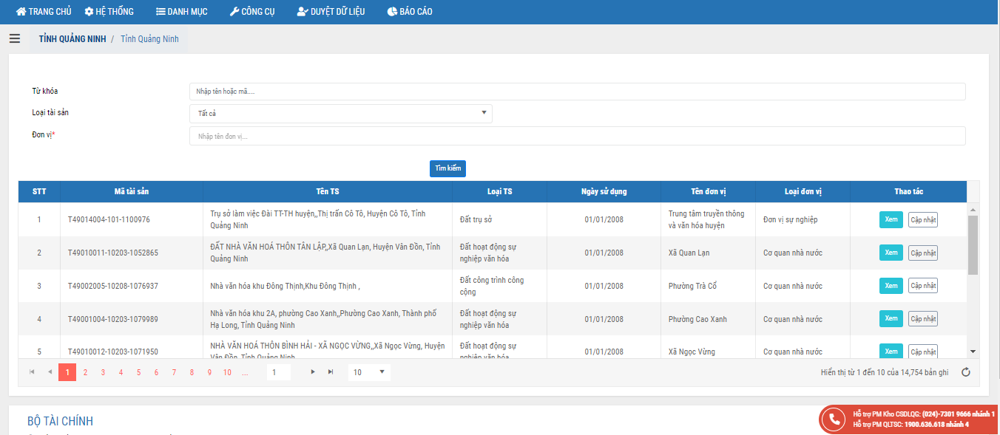 TRANG CHỦ HỆ THỐNG DANH MỤC CÔNG CỤ DUYỆT DỮ LIỆU BÁO CÁO
TỈNH QUẢNG NINH / Tỉnh Quảng Ninh
Từ khóa Nhập tên hoặc mã....
Loại tài sản Tất cả
Đơn vị* Nhập tên đơn vị...
Tìm kiếm
STT Mã tài sản Tên TS Loại TS Ngày sử dụng Tên đơn vị Loại đơn vị Thao tác
1 T49014004-101-1100976 Trụ sở làm việc Đài TT-TH huyện,,Thị trấn Cô Tô, Huyện Cô Tô, Tỉnh Quảng Ninh Đất trụ sở 01/01/2008 Trung tâm truyền thông và văn hóa huyện Đơn vị sự nghiệp Xem Cập nhật
2 T49010011-10203-1052865 ĐẤT NHÀ VĂN HOÁ THÔN TÂN LẬP,,Xã Quan Lạn, Huyện Vân Đồn, Tỉnh Quảng Ninh Đất hoạt động sự nghiệp văn hóa 01/01/2008 Xã Quan Lạn Cơ quan nhà nước Xem Cập nhật
3 T49002005-10208-1076937 Nhà văn hóa khu Đông Thịnh,Khu Đông Thịnh , Đất công trình công cộng 01/01/2008 Phường Trà Cổ Cơ quan nhà nước Xem Cập nhật
4 T49001004-10203-1079989 Nhà văn hóa khu 2A, phường Cao Xanh,,Phường Cao Xanh, Thành phố Hạ Long, Tỉnh Quảng Ninh Đất hoạt động sự nghiệp văn hóa 01/01/2008 Phường Cao Xanh Cơ quan nhà nước Xem Cập nhật
5 T49010012-10203-1071950 NHÀ VĂN HOÁ THÔN BÌNH HẢI - XÃ NGỌC VỪNG,,Xã Ngọc Vừng, Huyện Vân Đồn, Tỉnh Quảng Ninh Đất hoạt động sự nghiệp văn hóa 01/01/2008 Xã Ngọc Vừng Cơ quan nhà nước Xem Cập nhật
1 2 3 4 5 6 7 8 9 10 ... 1 10 Hiển thị từ 1 đến 10 của 14,754 bản ghi
BỘ TÀI CHÍNH
Hỗ trợ PM Kho CSDLQG: (024)-7301 9666 nhánh 1
Hỗ trợ PM QLTSC: 1900.636.618 nhánh 4